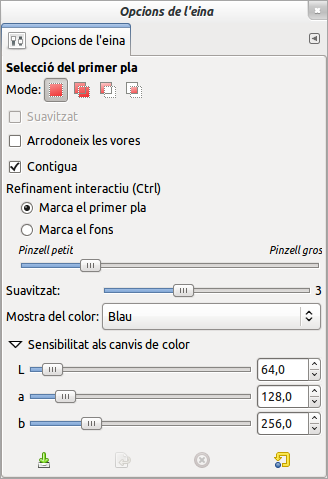 Opcions de l'eina
Opcions de l'eina
Selecció del primer pla
Mode:
Suavitzat
Arrodoneix les vores
Contigua
Refinament interactiu (Ctrl)
Marca el primer pla
Marca el fons
Pinzell petit Pinzell gros
Suavitzat: 3
Mostra del color: Blau
Sensibilitat als canvis de color
L 64,0
a 128,0
b 256,0